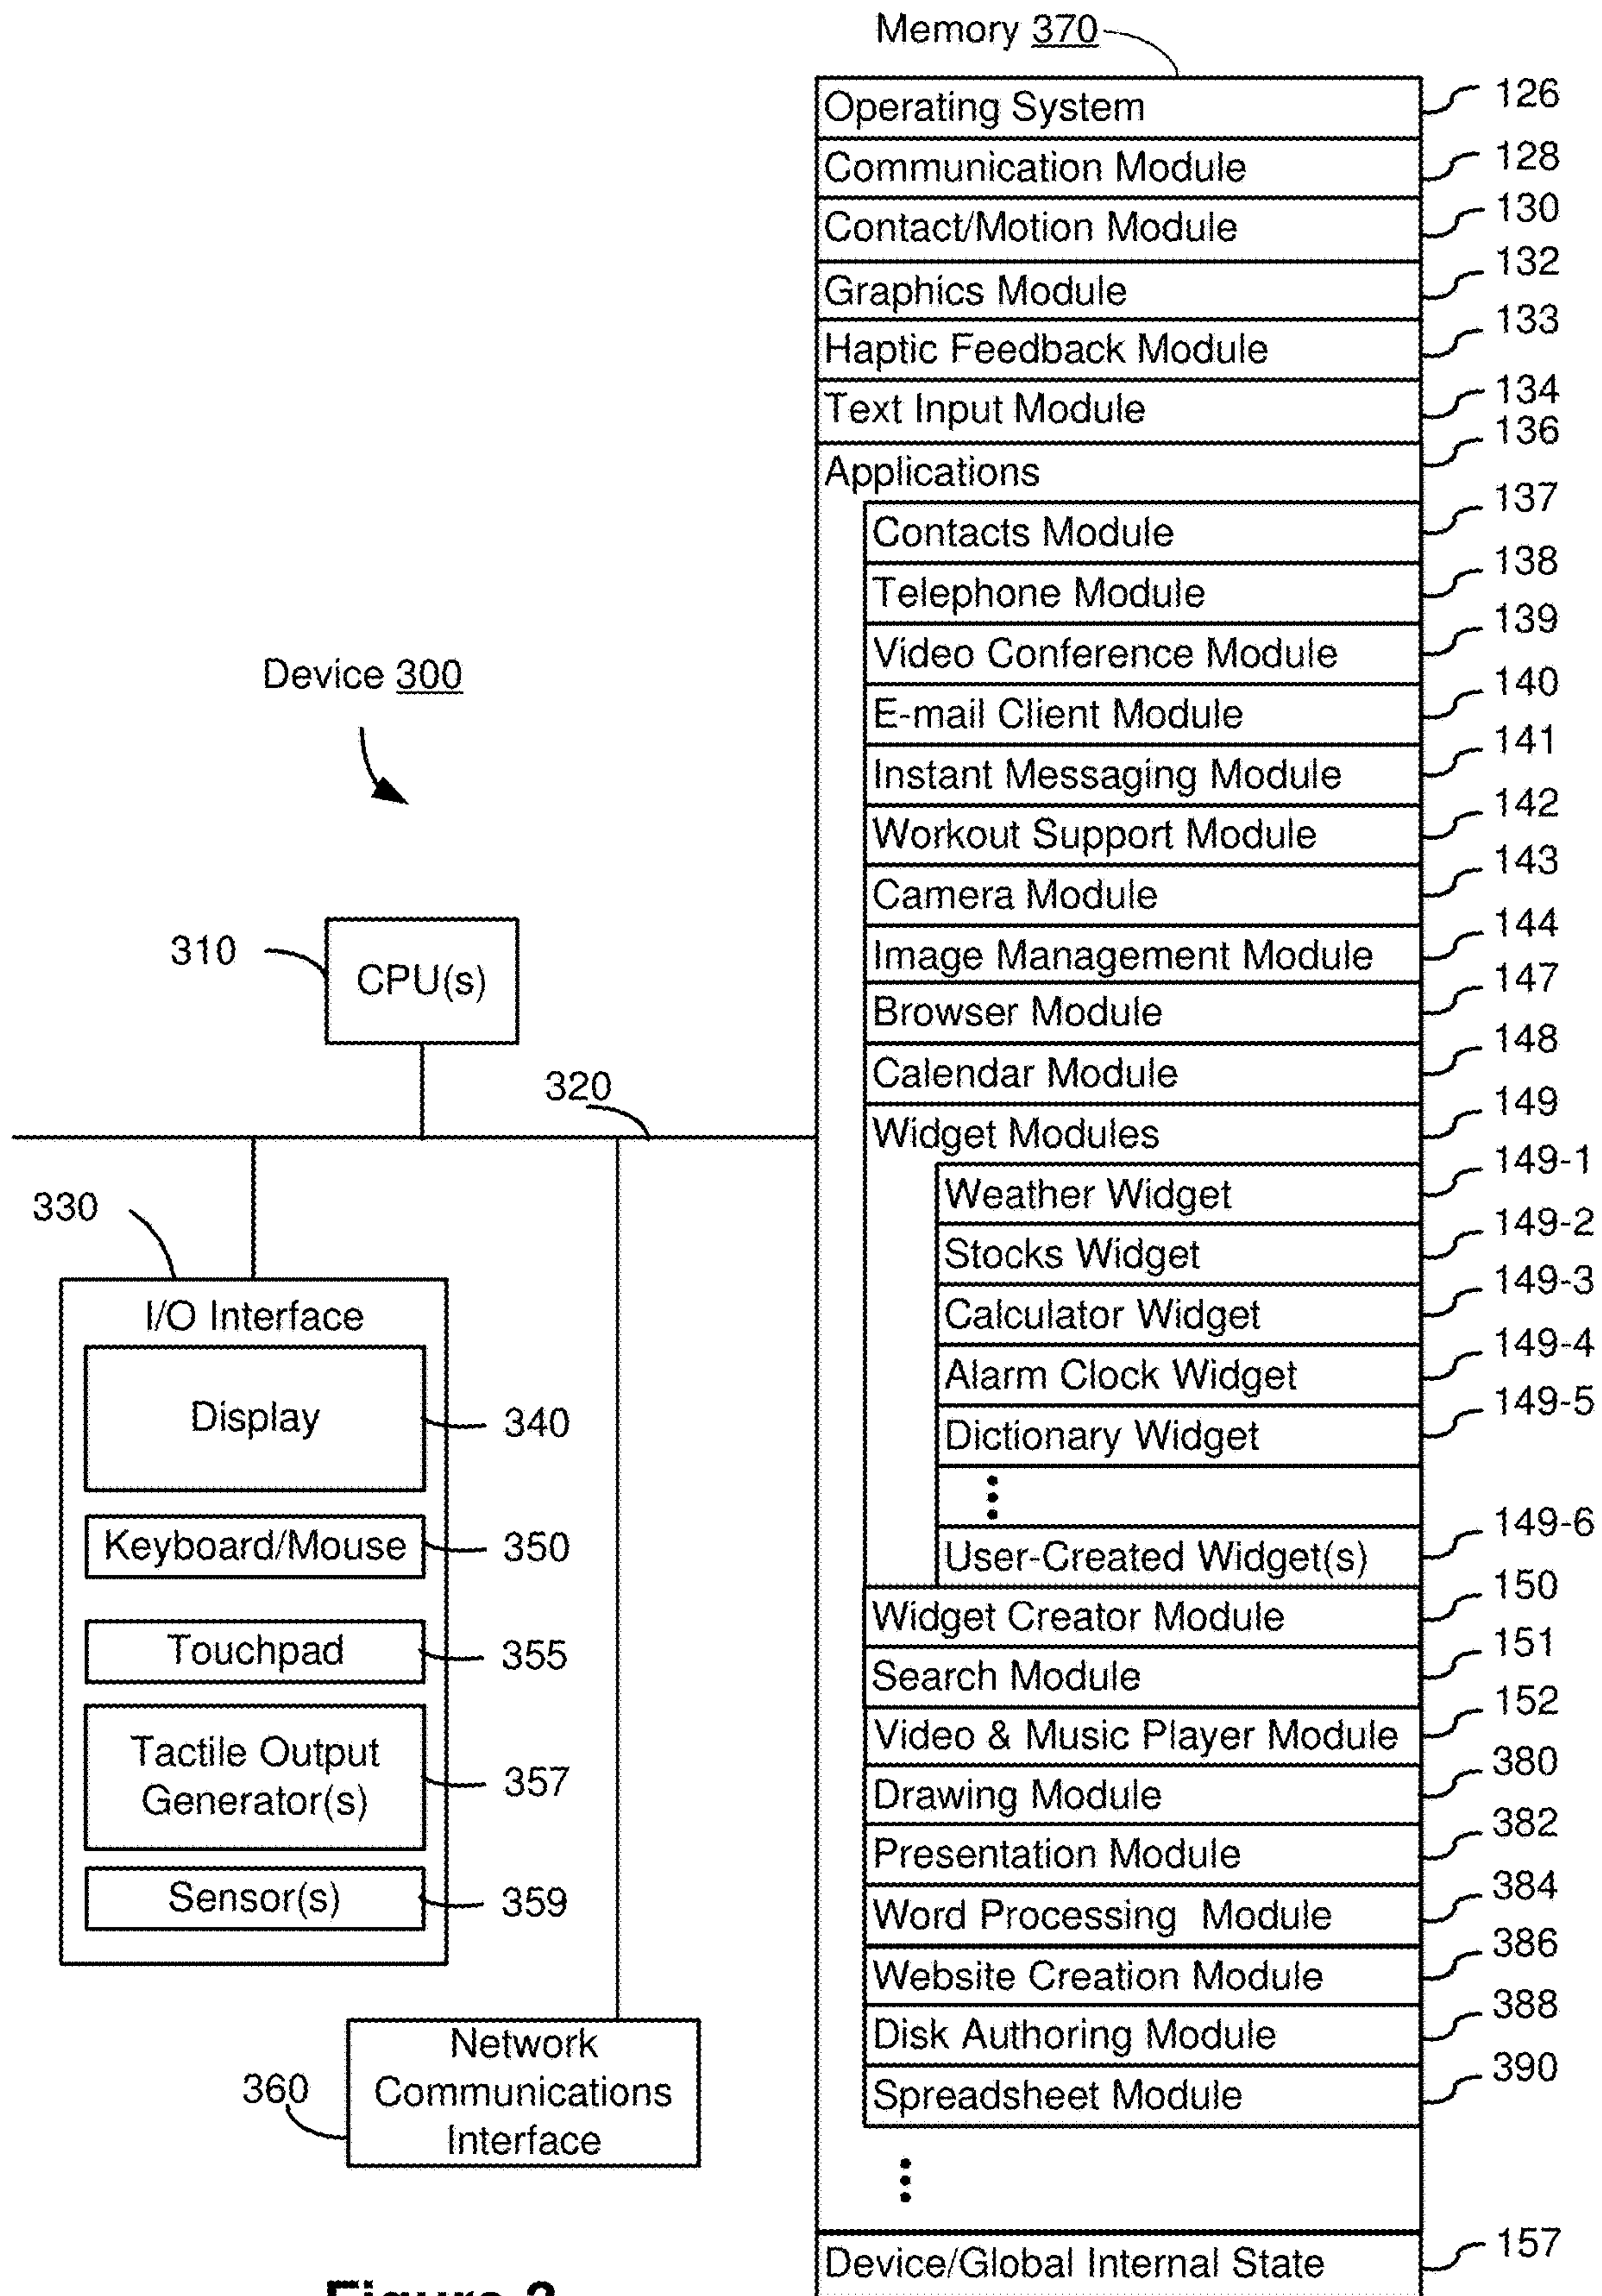 Memory 370
Operating System 126
Communication Module 128
Contact/Motion Module 130
Graphics Module 132
Haptic Feedback Module 133
Text Input Module 134
Applications 136
Contacts Module 137
Telephone Module 138
Video Conference Module 139
E-mail Client Module 140
Instant Messaging Module 141
Workout Support Module 142
Camera Module 143
Image Management Module 144
Browser Module 147
Calendar Module 148
Widget Modules 149
Weather Widget 149-1
Stocks Widget 149-2
Calculator Widget 149-3
Alarm Clock Widget 149-4
Dictionary Widget 149-5
User-Created Widget(s) 149-6
Widget Creator Module 150
Search Module 151
Video & Music Player Module 152
Drawing Module 380
Presentation Module 382
Word Processing Module 384
Website Creation Module 386
Disk Authoring Module 388
Spreadsheet Module 390
Device/Global Internal State 157
Device 300
310 CPU(s)
320
330
I/O Interface
Display 340
Keyboard/Mouse 350
Touchpad 355
Tactile Output
Generator(s) 357
Sensor(s) 359
Network
360 Communications
Interface